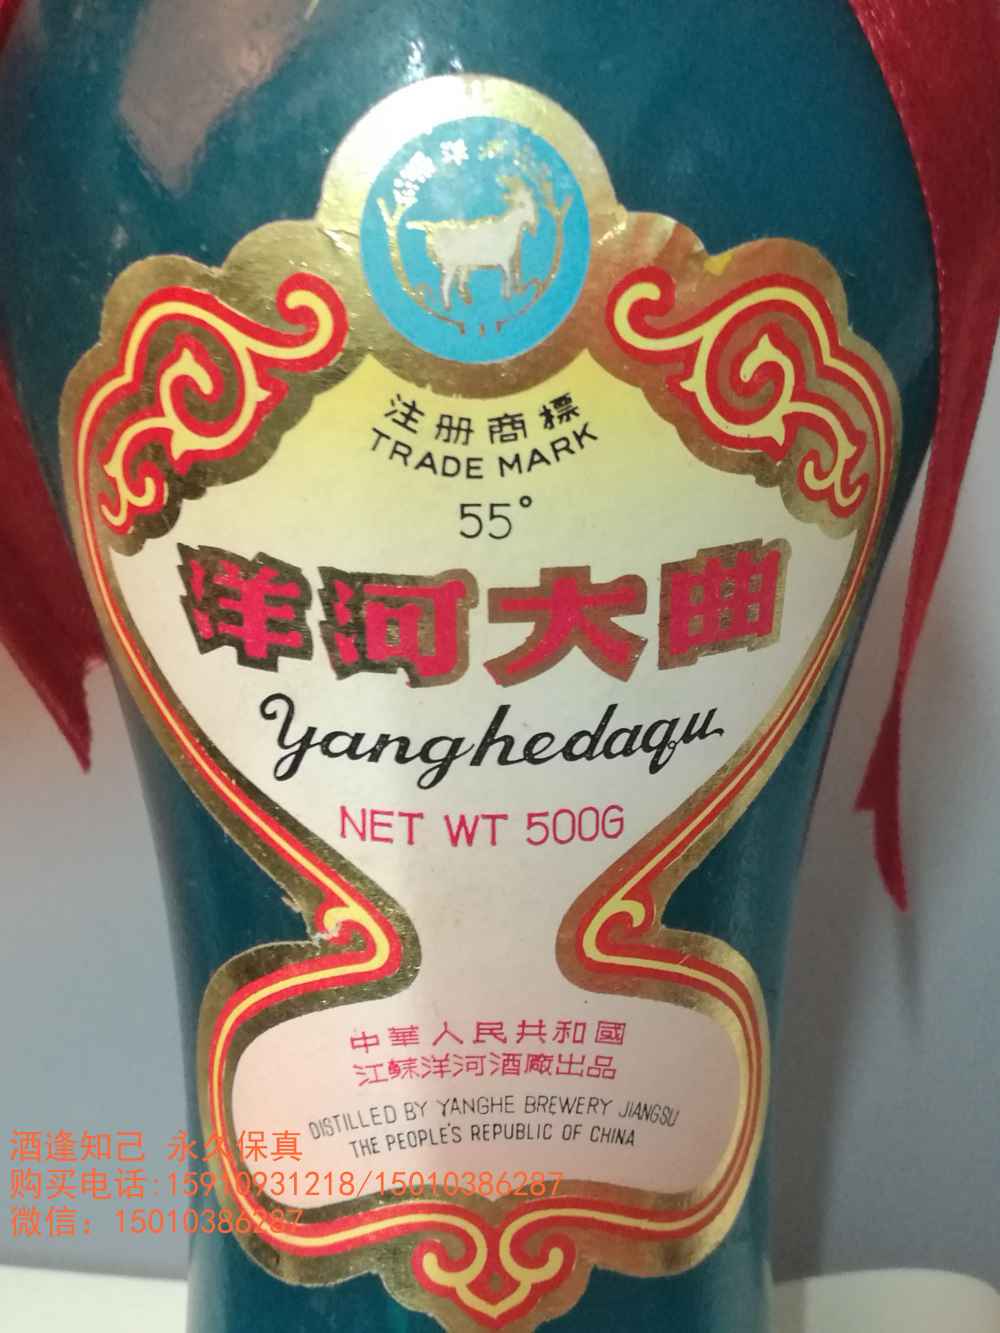 注册商標
TRADE MARK
55°
洋河大曲
Yanghedaqu
NET WT 500G
中華人民共和國
江蘇洋河酒廠出品
DISTILLED BY YANGHE BREWERY JIANGSU
THE PEOPLE'S REPUBLIC OF CHINA
酒逢知己 永久保真
购买电话:15910931218/15010386287
微信：15010386287